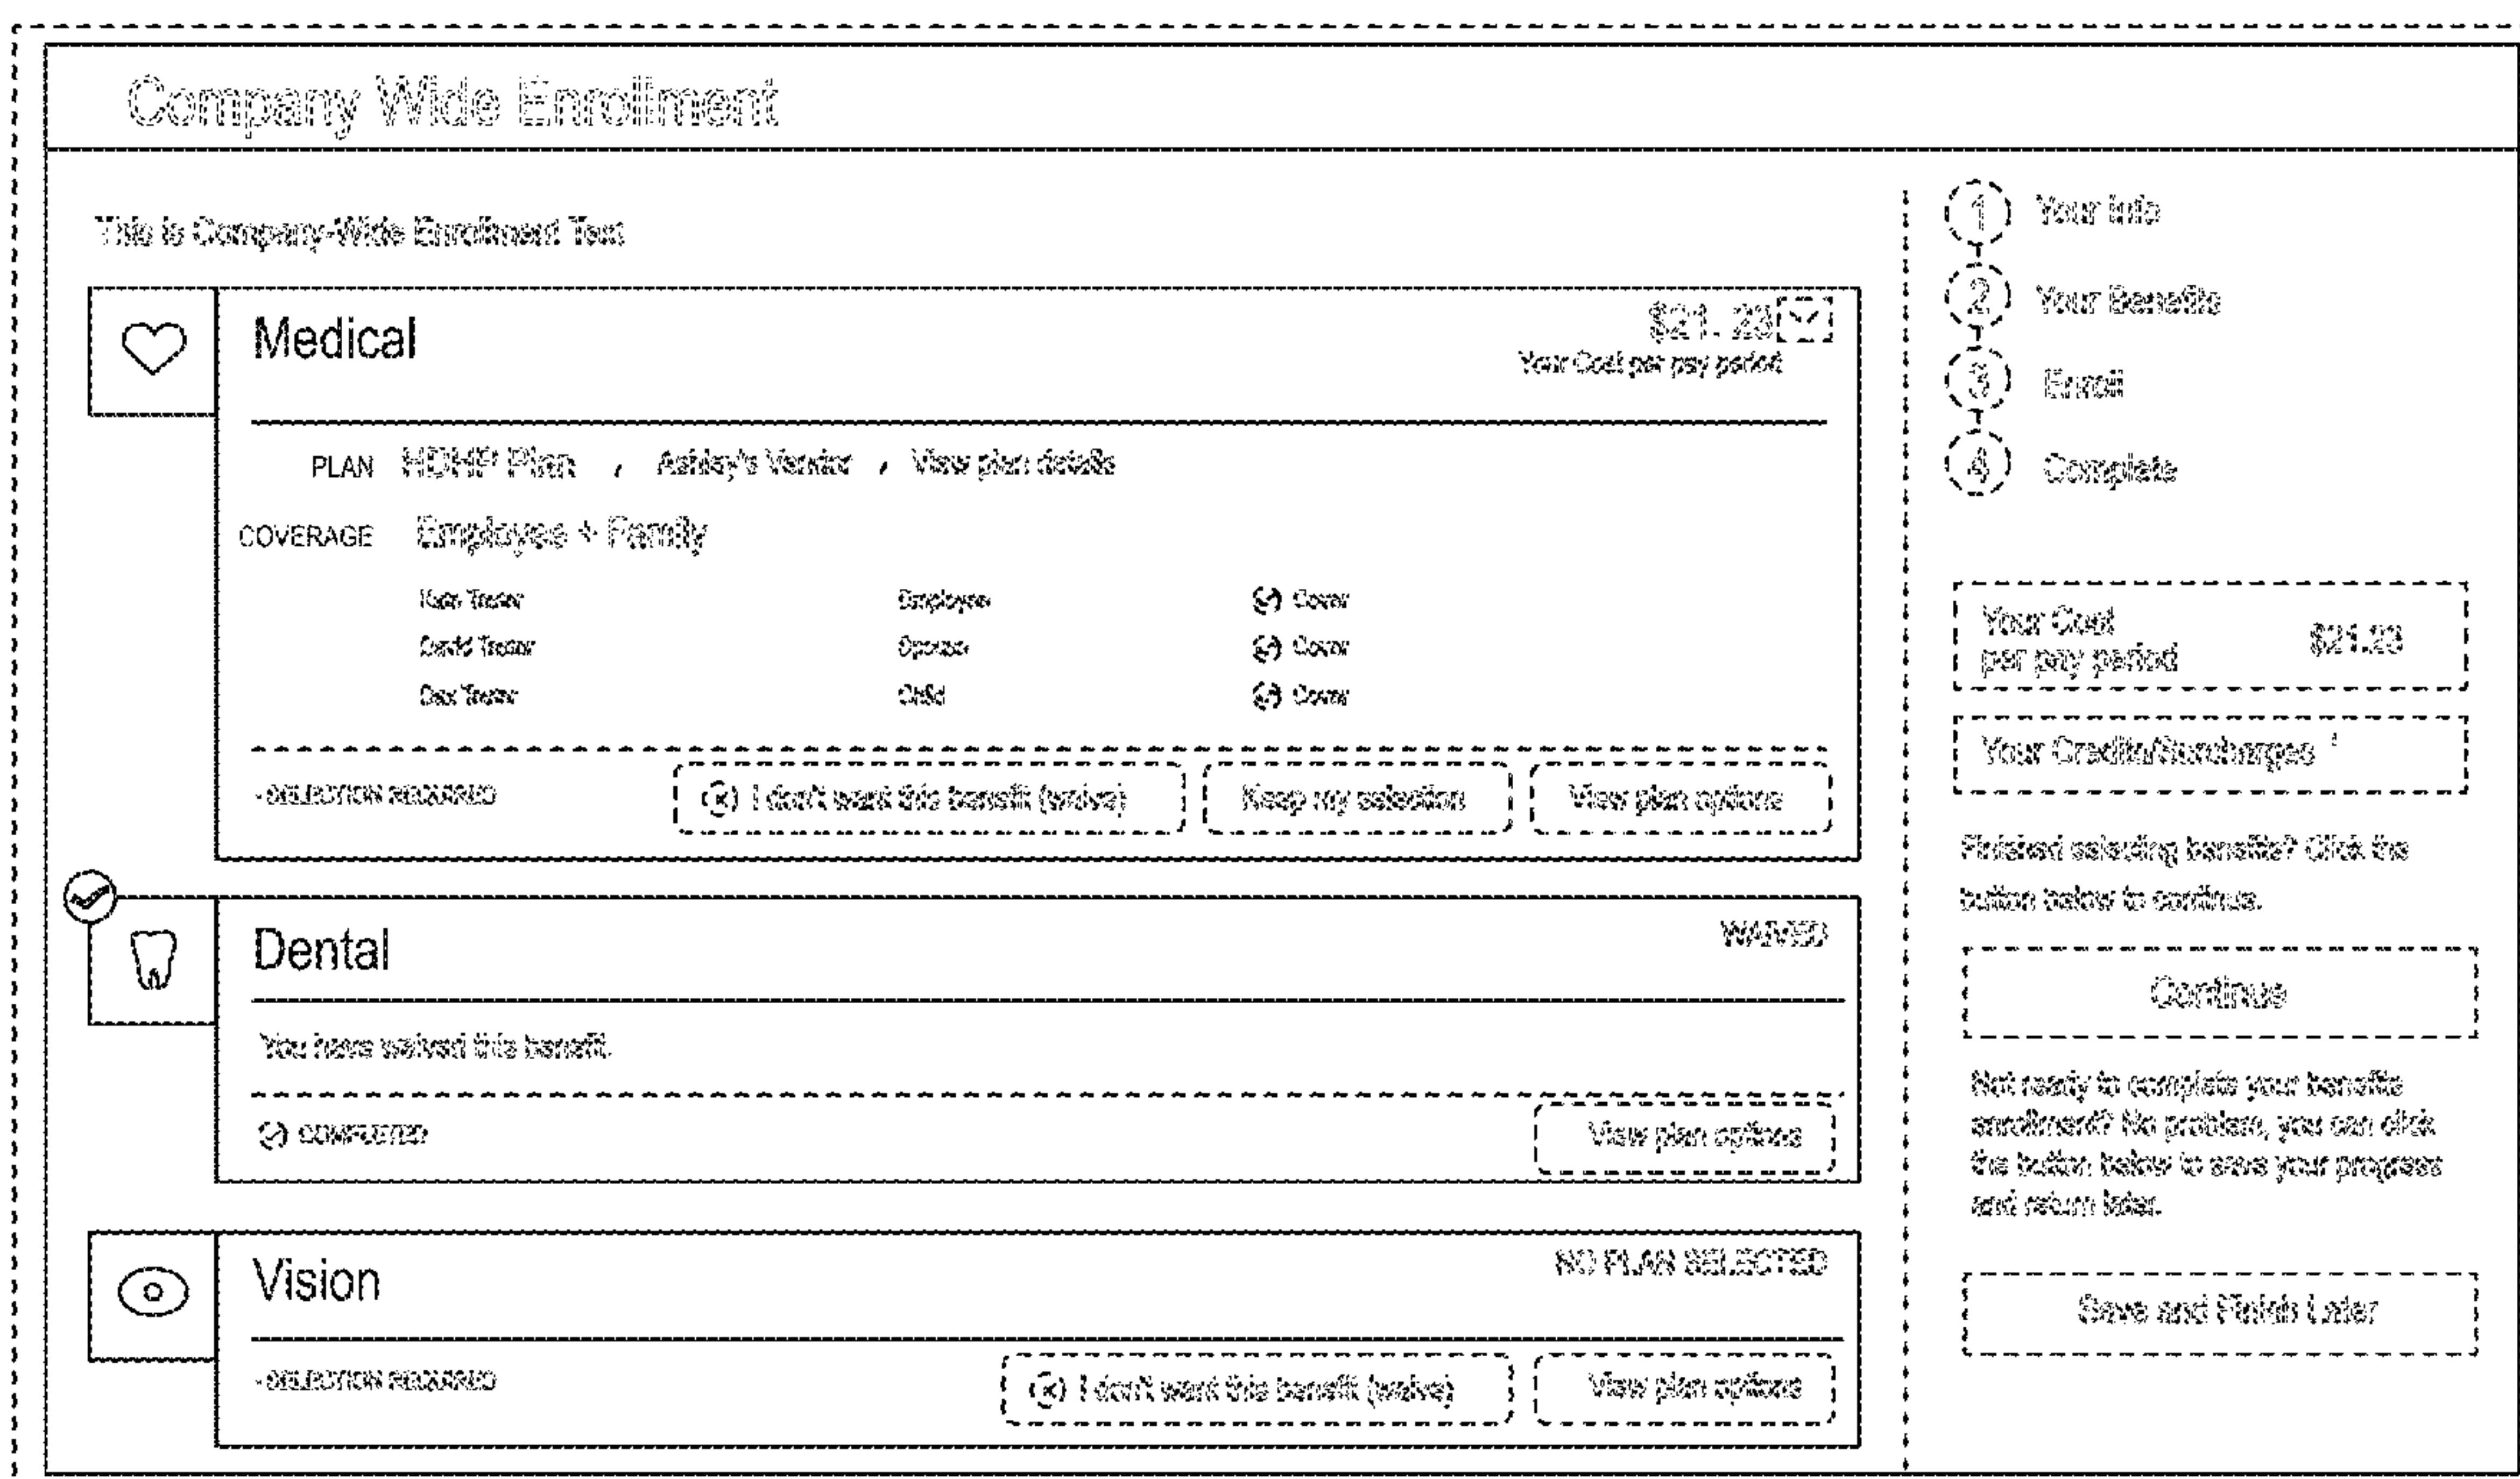 Company Wide Enrollment
This is Company-Wide Enrollment Text
Medical
$21. 23
Your Cost per pay period
PLAN HDHP Plan , Ashley's Vendor , View plan details
COVERAGE Employee + Family
Employee Cover
David Spouse Cover
Child Cover
- SELECTION REQUIRED
I don't want this benefit (waive)
Keep my selection
View plan options
Dental
WAIVED
You have waived this benefit.
COMPLETED
View plan options
Vision
NO PLAN SELECTED
- SELECTION REQUIRED
I don't want this benefit (waive)
View plan options
1 Your Info
2 Your Benefits
3 Enroll
4 Complete
Your Cost
per pay period
$21.23
Your Credits/Surcharges
Finished selecting benefits? Click the
button below to continue.
Continue
Not ready to complete your benefits
enrollment? No problem, you can click
the button below to save your progress
and return later.
Save and Finish Later